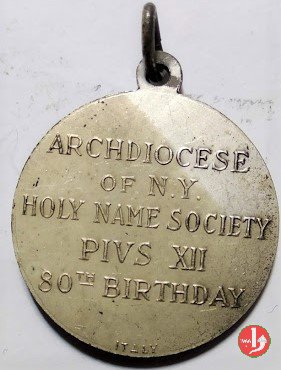 ARCHDIOCESE
OF N.Y.
HOLY NAME SOCIETY
PIVS XII
80TH BIRTHDAY
ITALY